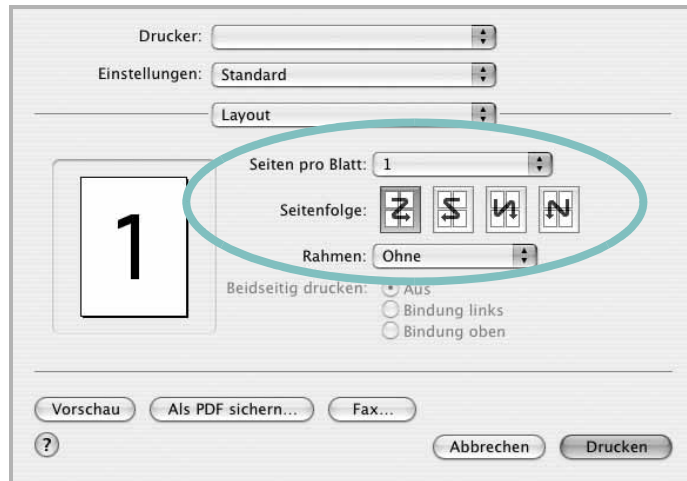 Drucker:
Einstellungen: Standard
Layout
1
Seiten pro Blatt: 1
Seitenfolge:
Rahmen: Ohne
Beidseitig drucken: Aus
Bindung links
Bindung oben
Vorschau Als PDF sichern... Fax...
? Abbrechen Drucken